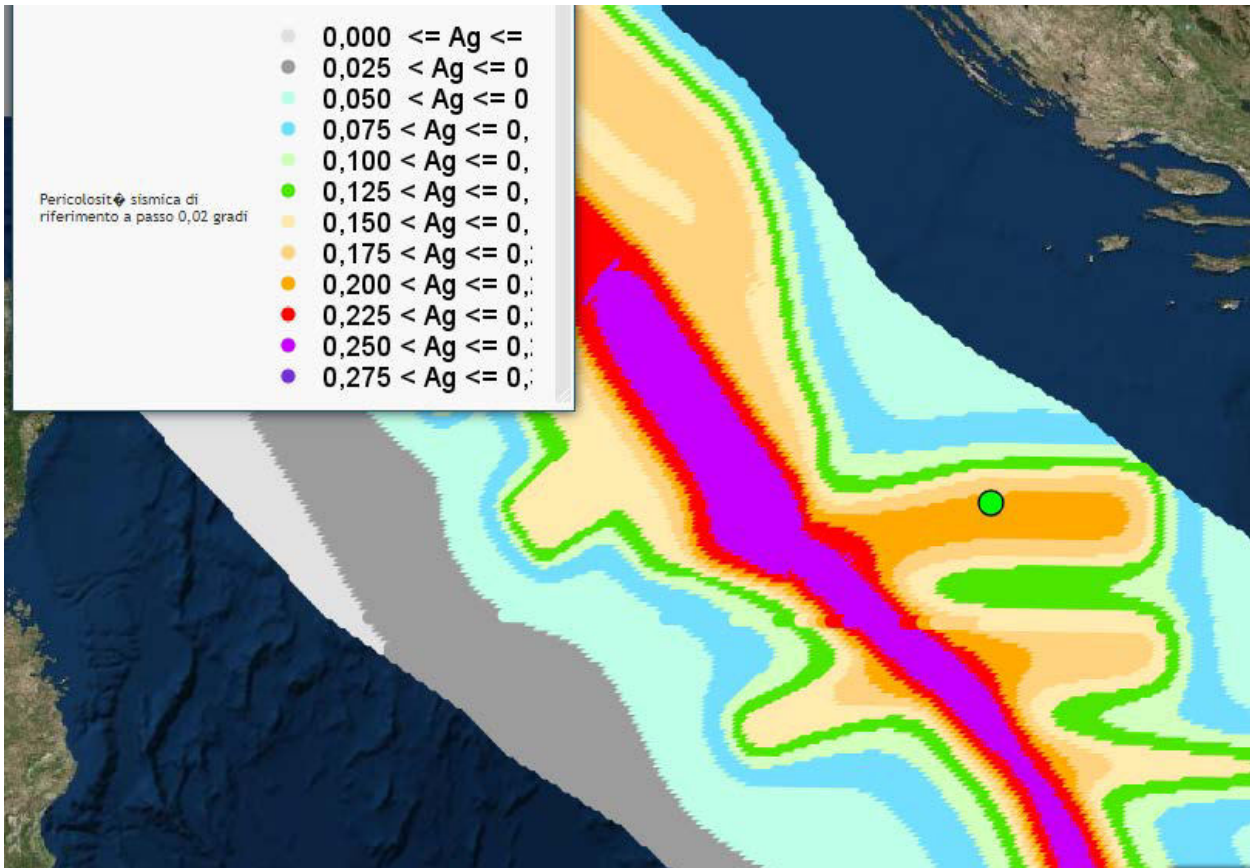 0,000 <= Ag <=
0,025 < Ag <= 0
0,050 < Ag <= 0
0,075 < Ag <= 0,
0,100 < Ag <= 0,
0,125 < Ag <= 0,
Pericolosit� sismica di
riferimento a passo 0,02 gradi
0,150 < Ag <= 0,
0,175 < Ag <= 0,
0,200 < Ag <= 0,
0,225 < Ag <= 0,
0,250 < Ag <= 0,
0,275 < Ag <= 0,